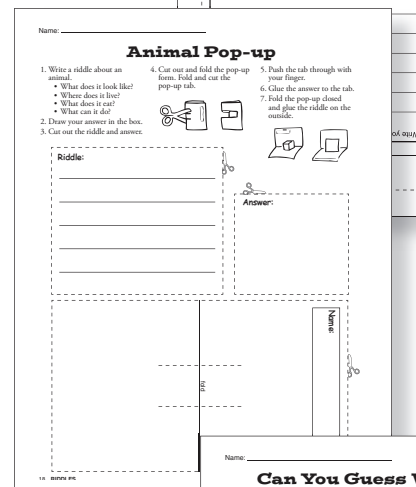 Name:
Animal Pop-up
1. Write a riddle about an
animal.
• What does it look like?
• Where does it live?
• What does it eat?
• What can it do?
2. Draw your answer in the box.
3. Cut out the riddle and answer.
4. Cut out and fold the pop-up
form. Fold and cut the
pop-up tab.
5. Push the tab through with
your finger.
6. Glue the answer to the tab.
7. Fold the pop-up closed
and glue the riddle on the
outside.
Riddle:
Answer:
Name:
fold
Write yo
Name:
Can You Guess